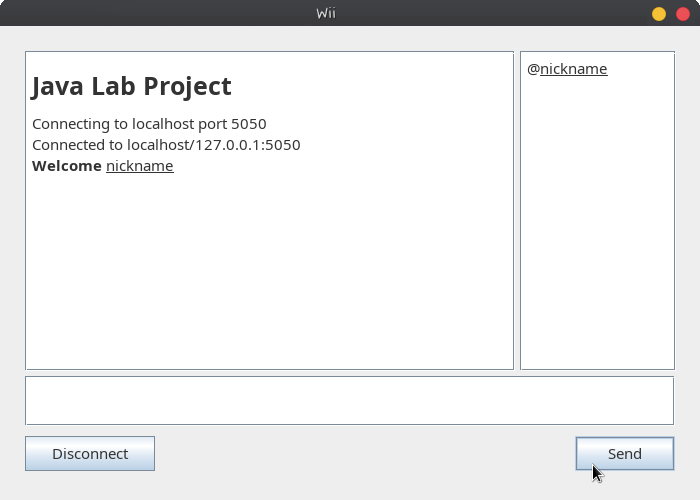 Wii
Java Lab Project
Connecting to localhost port 5050
Connected to localhost/127.0.0.1:5050
Welcome nickname
@nickname
Disconnect
Send